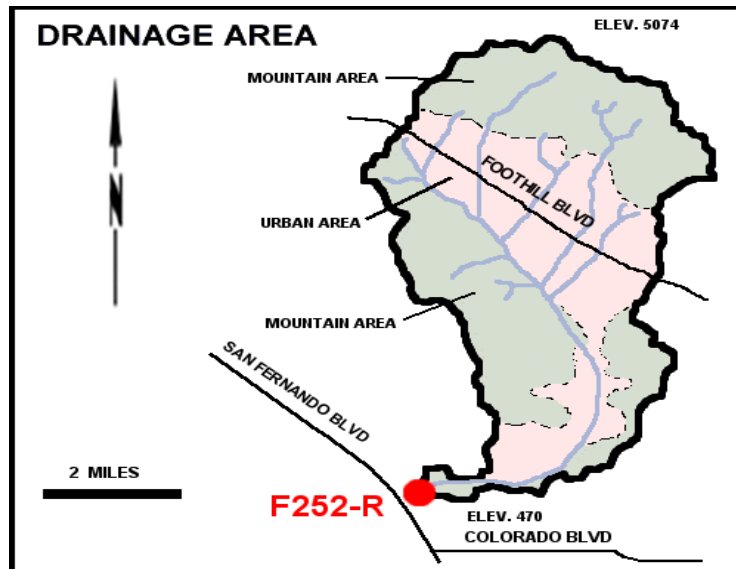 DRAINAGE AREA
ELEV. 5074
MOUNTAIN AREA
N
FOOTHILL BLVD
URBAN AREA
MOUNTAIN AREA
SAN FERNANDO BLVD
2 MILES
F252-R
ELEV. 470
COLORADO BLVD